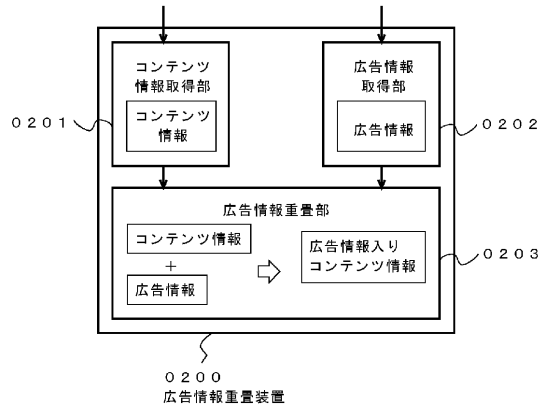 コンテンツ
情報取得部
コンテンツ
情報
広告情報
取得部
広告情報
０２０１
０２０２
広告情報重畳部
コンテンツ情報
＋
広告情報
広告情報入り
コンテンツ情報
０２０３
０２００
広告情報重畳装置